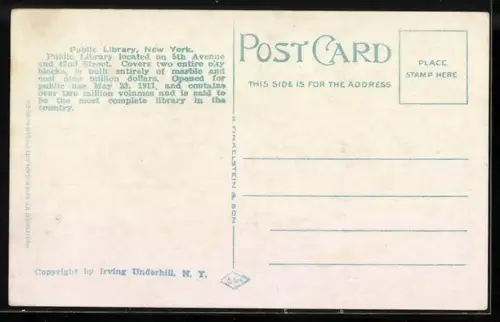 Public Library, New York.
Public Library located on 5th Avenue
and 42nd Street. Covers two entire city
blocks, is built entirely of marble and
cost nine million dollars. Opened for
public use May 23, 1911, and contains
over One million volumes and is said to
be the most complete library in the
country.
Copyright by Irving Underhill, N. Y.
FINKELSTEIN & SON
POST CARD
THIS SIDE IS FOR THE ADDRESS
PLACE
STAMP HERE